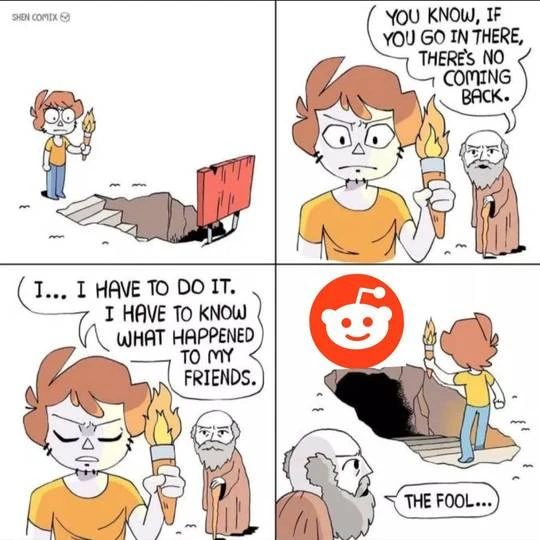 SHEN COMIX
YOU KNOW, IF
YOU GO IN THERE,
THERE'S NO
COMING
BACK.
I... I HAVE TO DO IT.
I HAVE TO KNOW
WHAT HAPPENED
TO MY
FRIENDS.
THE FOOL...